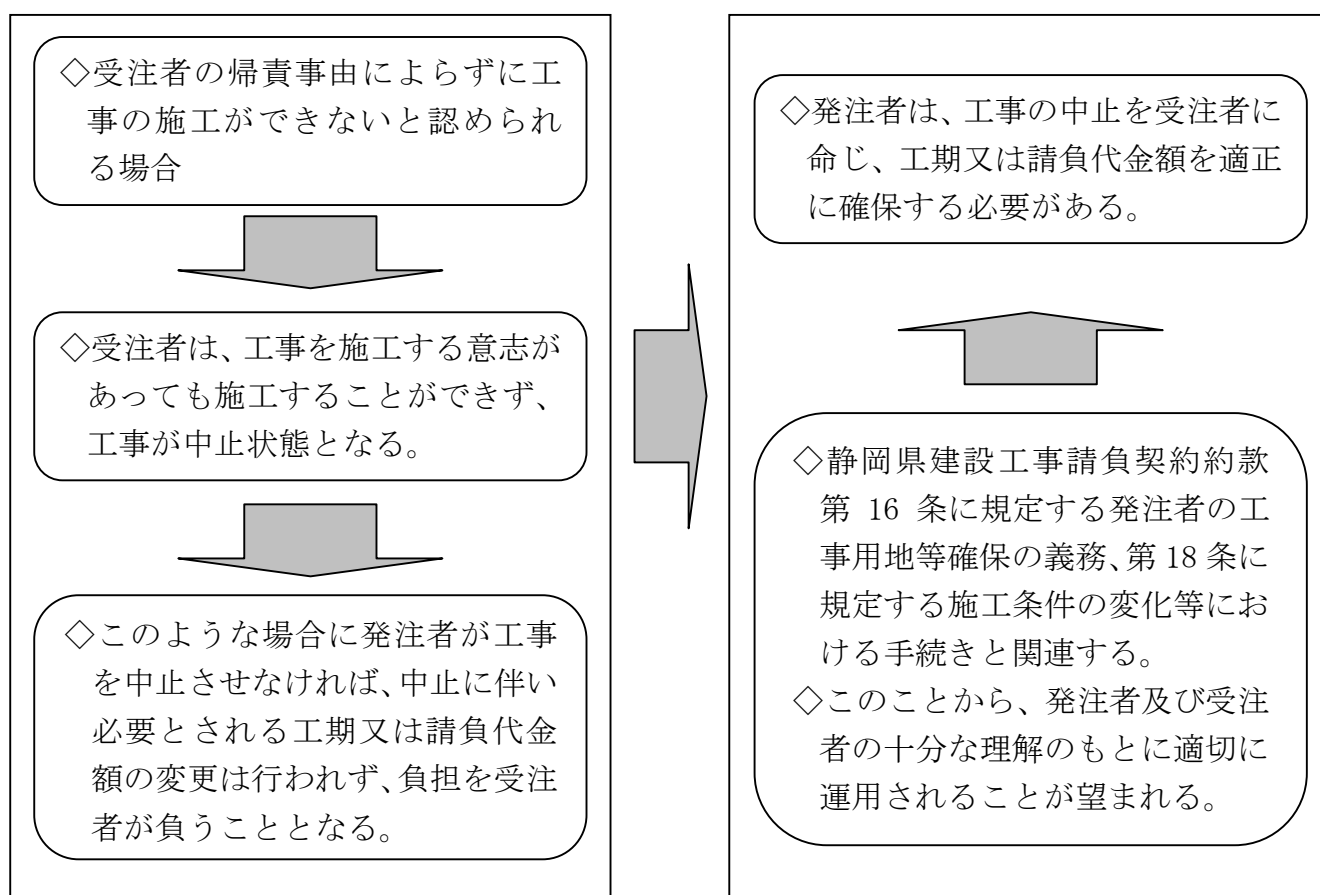 ◇受注者の帰責事由によらずに工
事の施工ができないと認められ
る場合
◇受注者は、工事を施工する意志が
あっても施工することができず、
工事が中止状態となる。
◇このような場合に発注者が工事
を中止させなければ、中止に伴い
必要とされる工期又は請負代金
額の変更は行われず、負担を受注
者が負うこととなる。
◇発注者は、工事の中止を受注者に
命じ、工期又は請負代金額を適正
に確保する必要がある。
◇静岡県建設工事請負契約約款
第 16 条に規定する発注者の工
事用地等確保の義務、第 18 条に
規定する施工条件の変化等にお
ける手続きと関連する。
◇このことから、発注者及び受注
者の十分な理解のもとに適切に
運用されることが望まれる。